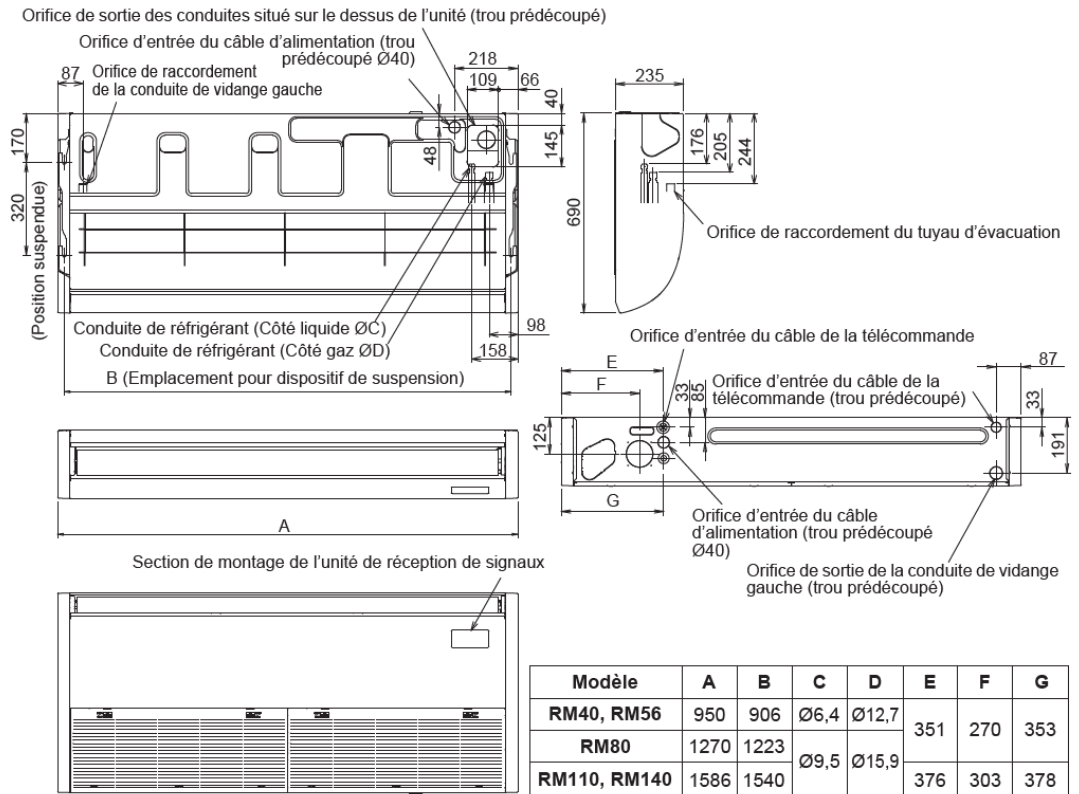 Orifice de sortie des conduites situé sur le dessus de l'unité (trou prédécoupé)
Orifice d'entrée du câble d'alimentation (trou
prédécoupé Ø40)
218
87
Orifice de raccordement
de la conduite de vidange gauche
109
66
40
235
170
48
145
176
205
244
320
(Position suspendue)
690
Orifice de raccordement du tuyau d'évacuation
Conduite de réfrigérant (Côté liquide ØC)
98
Conduite de réfrigérant (Côté gaz ØD)
158
B (Emplacement pour dispositif de suspension)
Orifice d'entrée du câble de la télécommande
E
F
33
85
Orifice d'entrée du câble de la
télécommande (trou prédécoupé)
87
33
125
191
G
A
Orifice d'entrée du câble
d'alimentation (trou prédécoupé
Ø40)
Orifice de sortie de la conduite de vidange
gauche (trou prédécoupé)
Section de montage de l'unité de réception de signaux
Modèle A B C D E F G
RM40, RM56 950 906 Ø6,4 Ø12,7 351 270 353
RM80 1270 1223 Ø9,5 Ø15,9
RM110, RM140 1586 1540 376 303 378